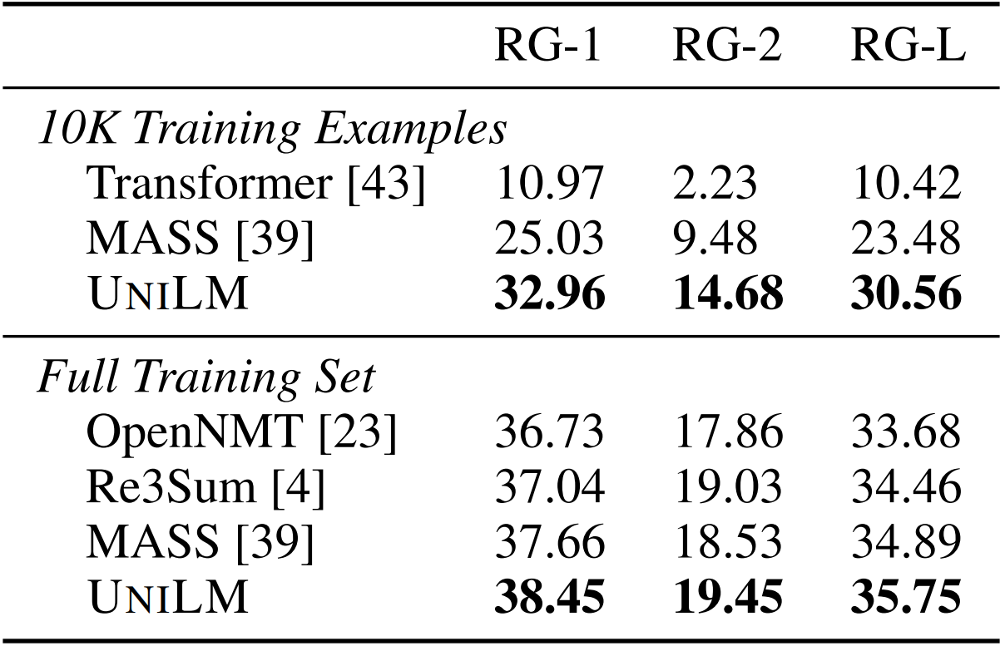 RG-1 RG-2 RG-L
10K Training Examples
Transformer [43] 10.97 2.23 10.42
MASS [39] 25.03 9.48 23.48
UNILM 32.96 14.68 30.56
Full Training Set
OpenNMT [23] 36.73 17.86 33.68
Re3Sum [4] 37.04 19.03 34.46
MASS [39] 37.66 18.53 34.89
UNILM 38.45 19.45 35.75